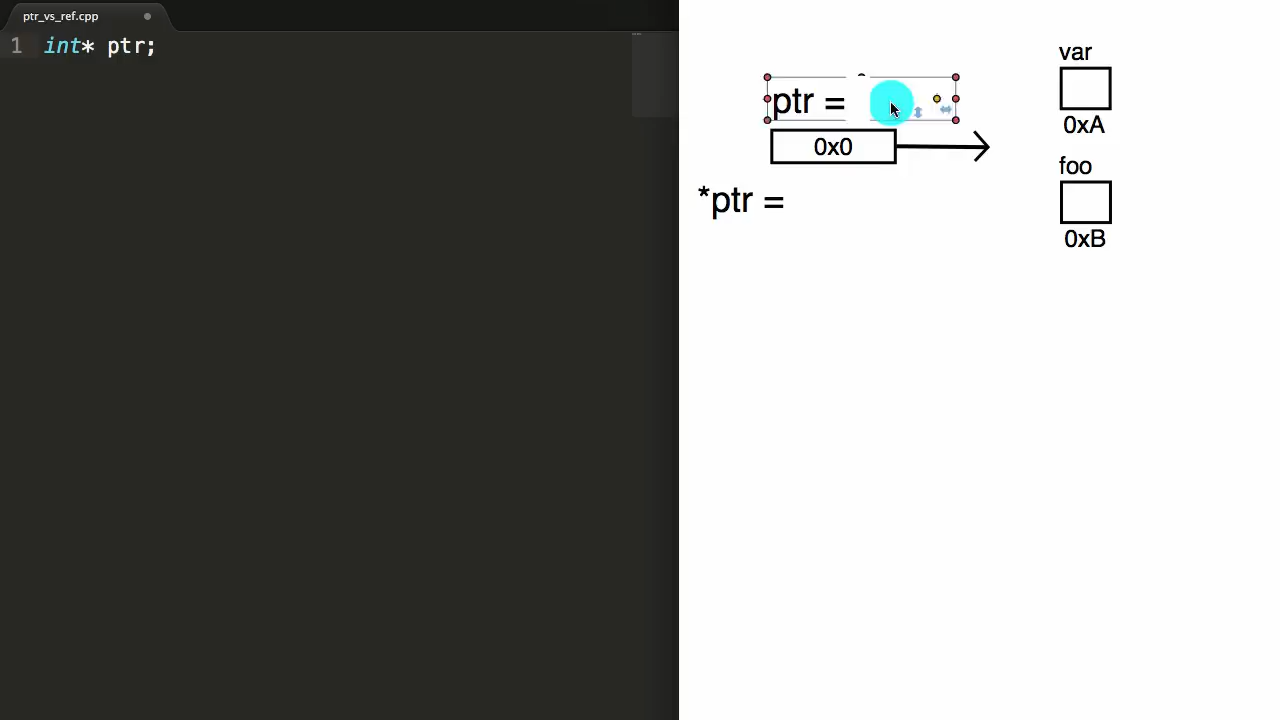 ptr_vs_ref.cpp
1 int* ptr;
ptr =
0x0
*ptr =
var
0xA
foo
0xB